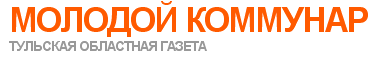 МОЛОДОЙ КОММУНАР
ТУЛЬСКАЯ ОБЛАСТНАЯ ГАЗЕТА